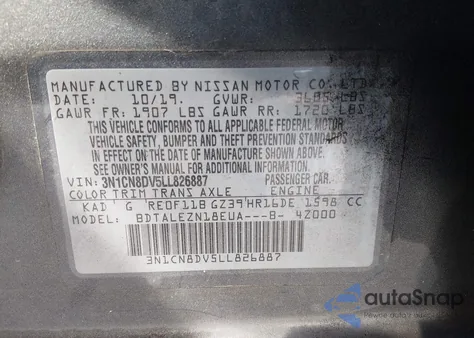 MANUFACTURED BY NISSAN MOTOR CO., LTD.
DATE: 10/19. GVWR: LBS
GAWR FR: 1907 LBS GAWR RR: LBS
THIS VEHICLE CONFORMS TO ALL APPLICABLE FEDERAL MOTOR
VEHICLE SAFETY, BUMPER AND THEFT PREVENTION STANDARDS
IN EFFECT ON THE DATE OF MANUFACTURE SHOWN ABOVE.
SEE OWNER'S MANUAL FOR ADDITIONAL INFORMATION.
VIN: 3N1CN8DV5LL826887 PASSENGER CAR.
COLOR TRIM TRANS AXLE ENGINE
KAD G RE0F11B GZ39 HR16DE 1598 CC
MODEL: BDTALEZN18EUA---B- 4Z000
3N1CN8DV5LL826887
autoSnap